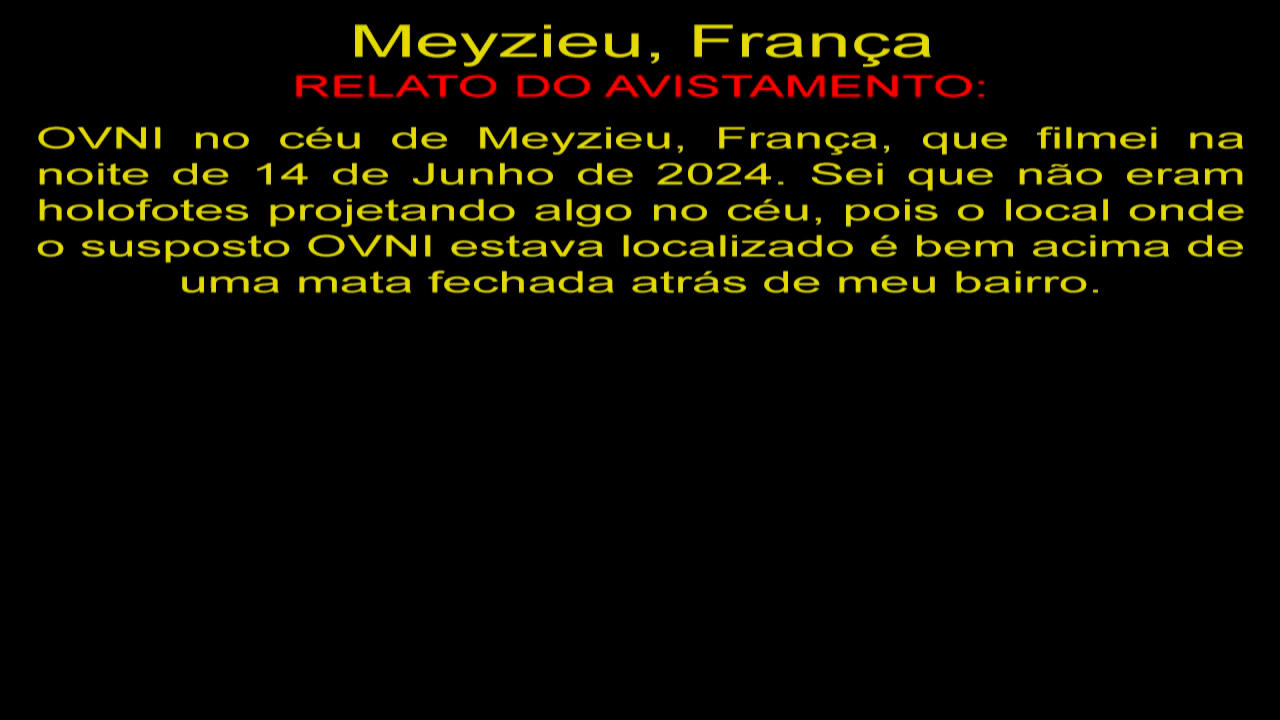 Meyzieu, França
RELATO DO AVISTAMENTO:
OVNI no céu de Meyzieu, França, que filmei na
noite de 14 de Junho de 2024. Sei que não eram
holofotes projetando algo no céu, pois o local onde
o susposto OVNI estava localizado é bem acima de
uma mata fechada atrás de meu bairro.